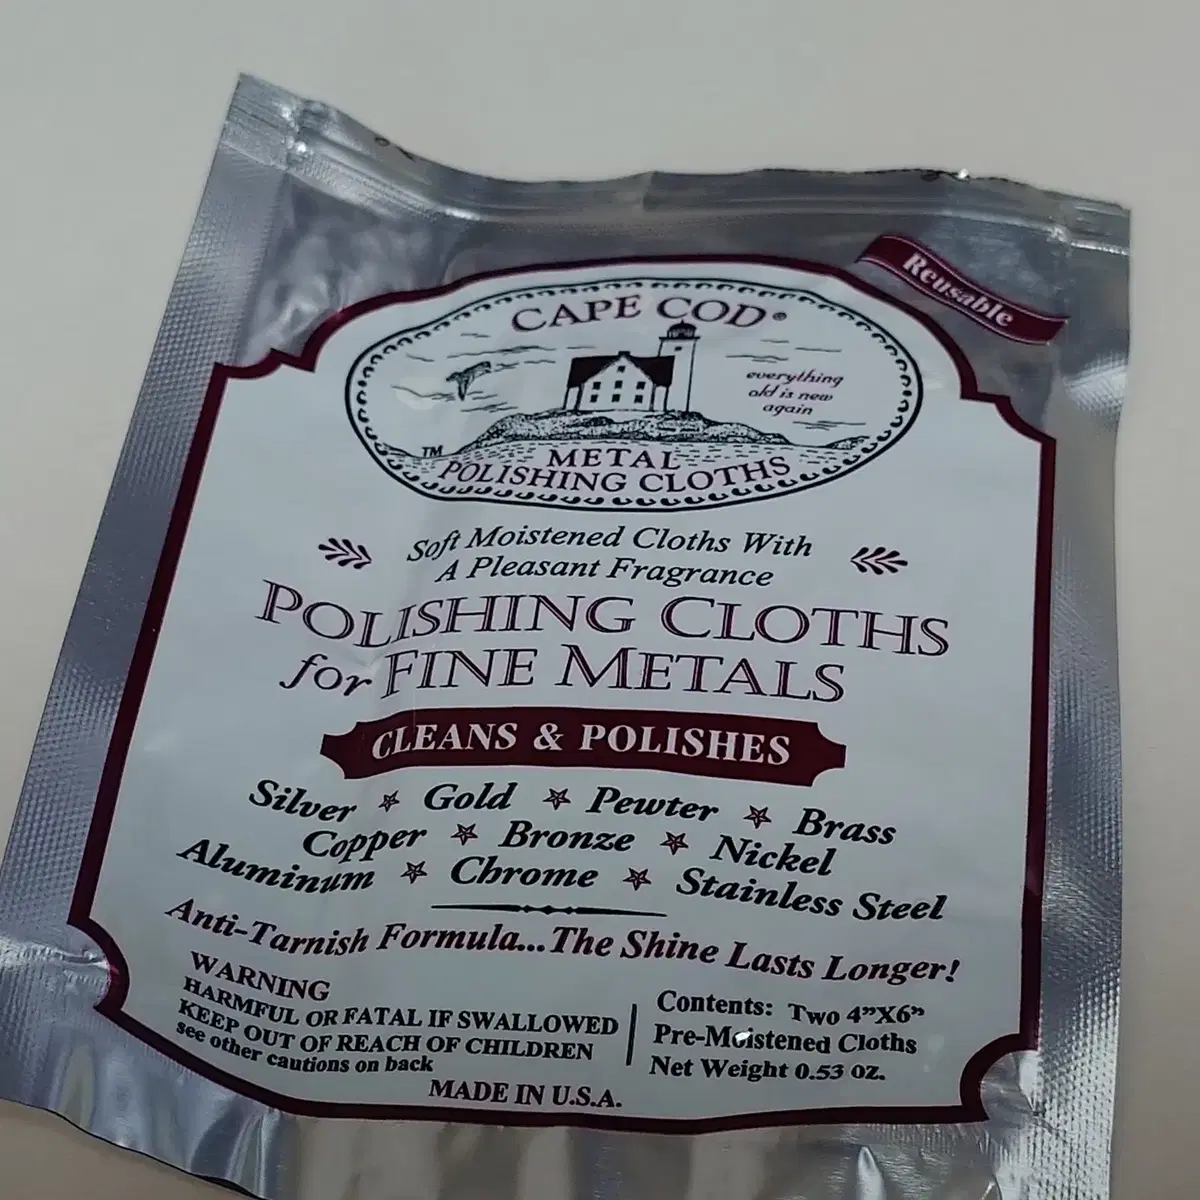 Reusable
CAPE COD®
everything
old is new
again
TM
METAL
POLISHING CLOTHS
Soft Moistened Cloths With
A Pleasant Fragrance
POLISHING CLOTHS
for FINE METALS
CLEANS & POLISHES
Silver ☆ Gold ☆ Pewter ☆ Brass
Copper ☆ Bronze ☆ Nickel
Aluminum ☆ Chrome ☆ Stainless Steel
Anti-Tarnish Formula...The Shine Lasts Longer!
WARNING
HARMFUL OR FATAL IF SWALLOWED
KEEP OUT OF REACH OF CHILDREN
see other cautions on back
Contents: Two 4"X6"
Pre-Moistened Cloths
Net Weight 0.53 oz.
MADE IN U.S.A.